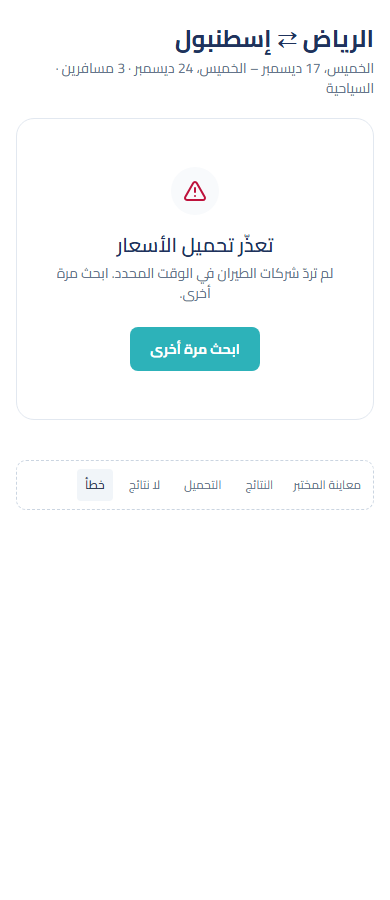 الرياض ⇄ إسطنبول
الخميس، 17 ديسمبر – الخميس، 24 ديسمبر · 3 مسافرين ·
السياحية
تعذّر تحميل الأسعار
لم تردّ شركات الطيران في الوقت المحدد. ابحث مرة
أخرى.
ابحث مرة أخرى
معاينة المختبر النتائج التحميل لا نتائج خطأ